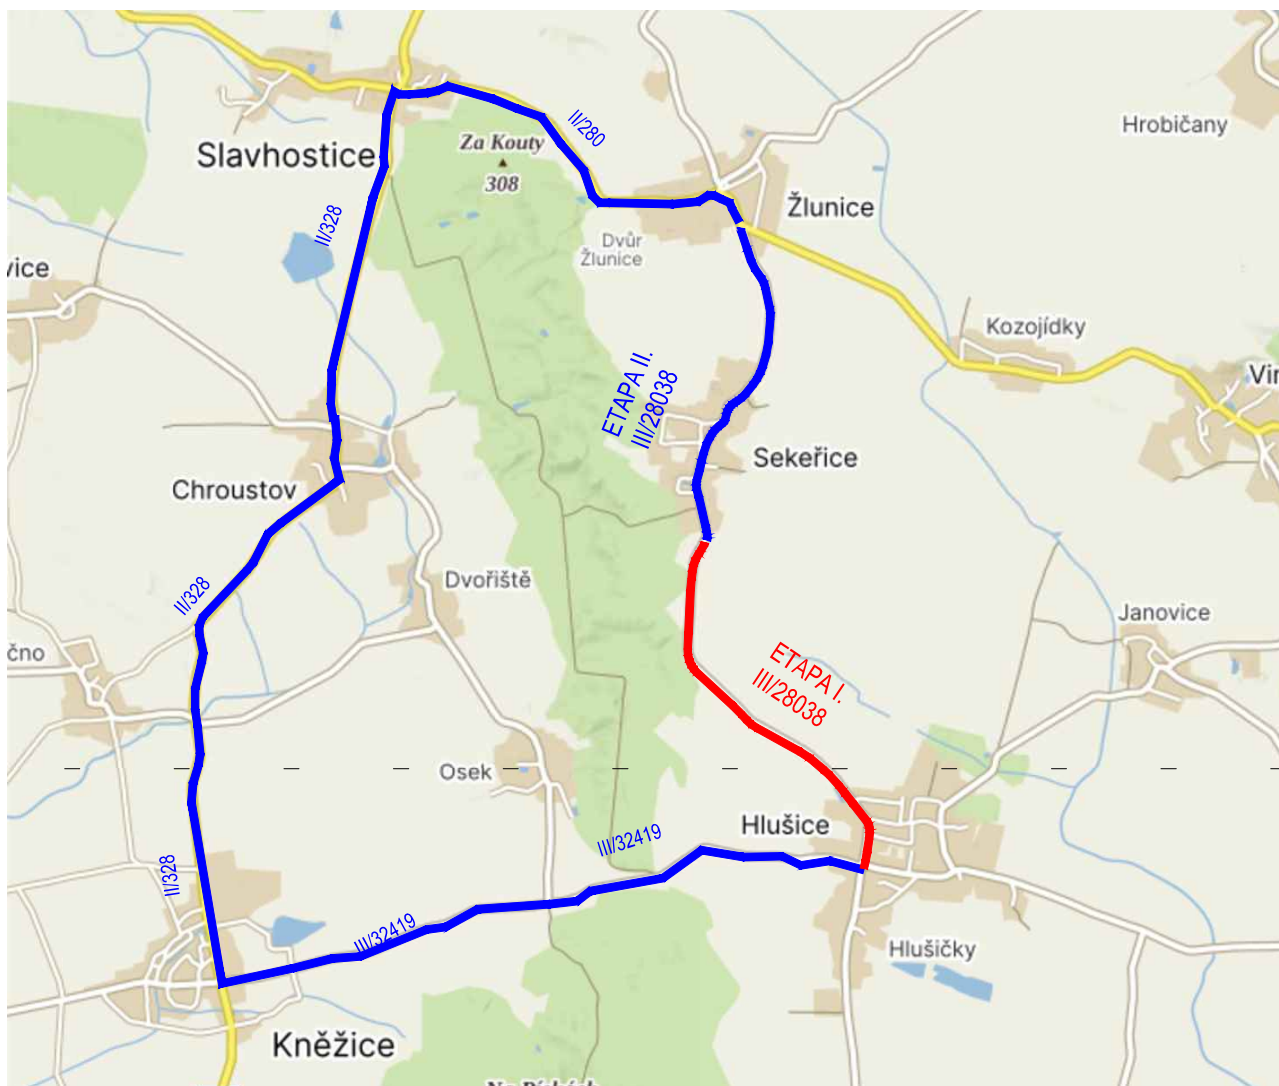 II/280
Za Kouty
308
Hrobičany
Slavhostice
II/328
Žlunice
Dvůr
Žlunice
vice
Kozojídky
ETAPA II.
III/28038
Vin
Sekeřice
Chroustov
Dvořiště
II/328
Janovice
čno
ETAPA I.
III/28038
Osek
Hlušice
III/32419
II/328
III/32419
Hlušičky
Kněžice